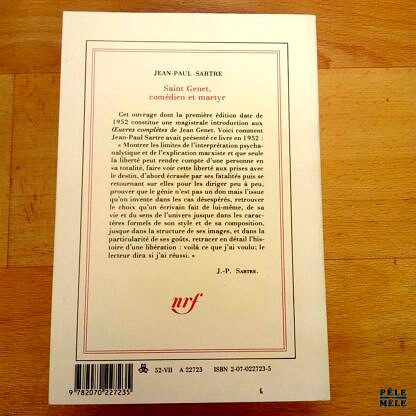 JEAN-PAUL SARTRE
Saint Genet,
comédien et martyr
Cet ouvrage dont la première édition date de
1952 constitue une magistrale introduction aux
Œuvres complètes de Jean Genet. Voici comment
Jean-Paul Sartre avait présenté ce livre en 1952 :
« Montrer les limites de l'interprétation psycha-
nalytique et de l'explication marxiste et que seule
la liberté peut rendre compte d'une personne en
sa totalité, faire voir cette liberté aux prises avec
le destin, d'abord écrasée par ses fatalités puis se
retournant sur elles pour les diriger peu à peu,
prouver que le génie n'est pas un don mais l'issue
qu'on invente dans les cas désespérés, retrouver
le choix qu'un écrivain fait de lui-même, de sa
vie et du sens de l'univers jusque dans les carac-
tères formels de son style et de sa composition,
jusque dans la structure de ses images, et dans la
particularité de ses goûts, retracer en détail l'his-
toire d'une libération : voilà ce que j'ai voulu; le
lecteur dira si j'ai réussi. »
J.-P. SARTRE.
nrf
52-VII A 22723 ISBN 2-07-022723-5
9 782070 227235
PÊLE
MÊLE